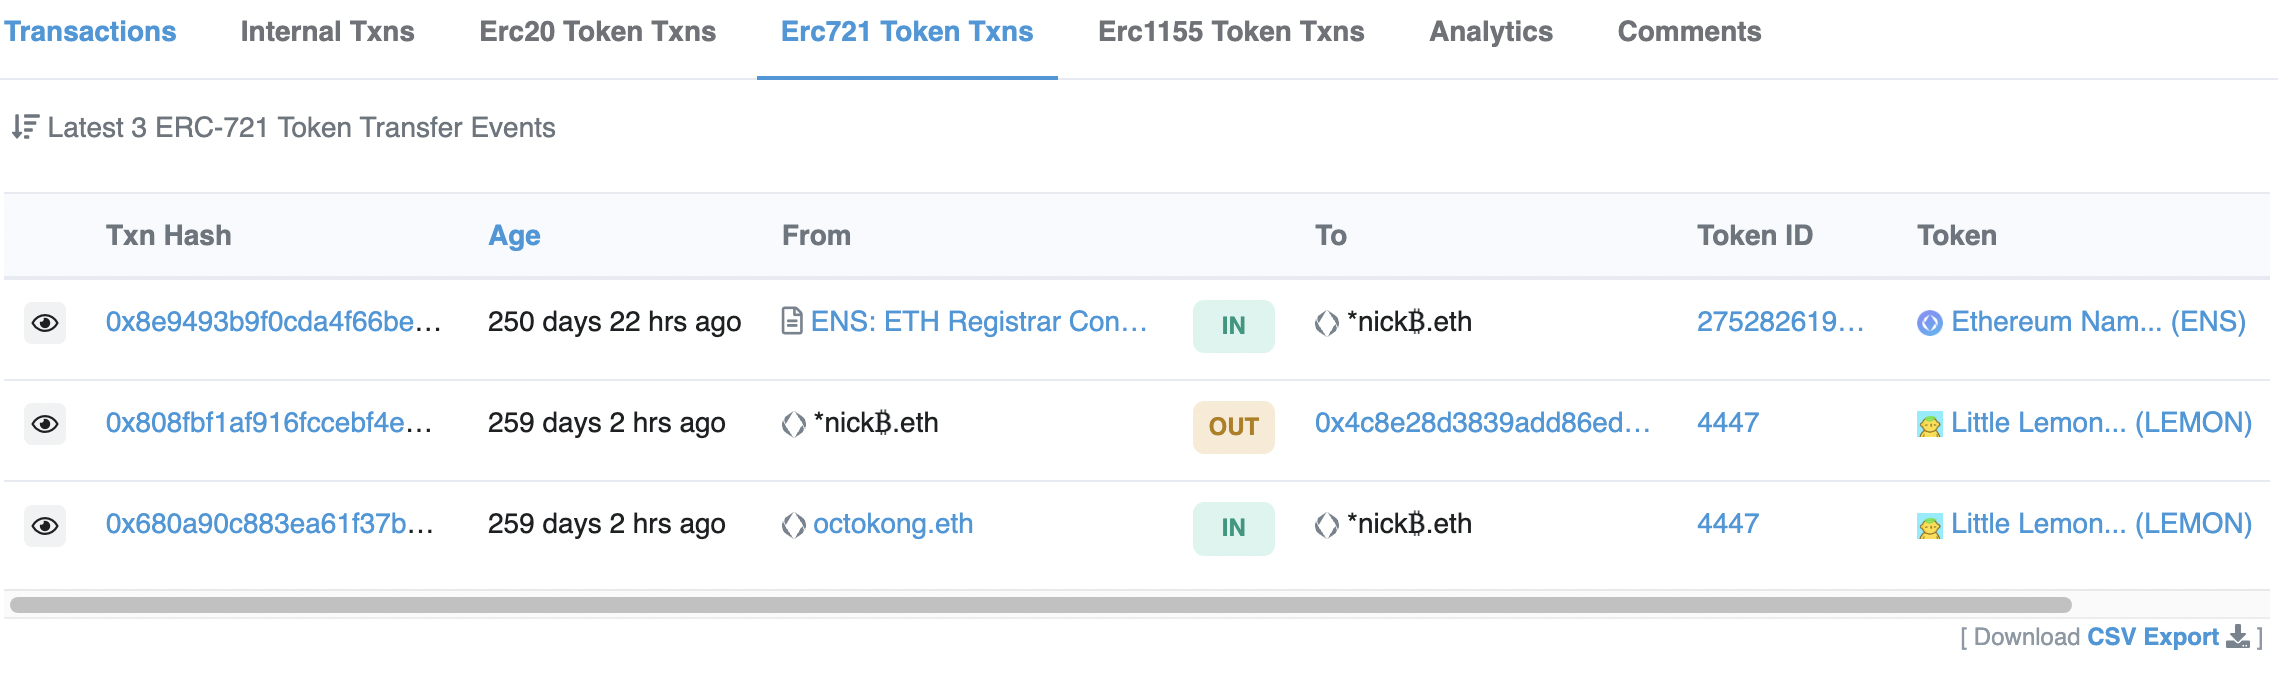 Transactions Internal Txns Erc20 Token Txns Erc721 Token Txns Erc1155 Token Txns Analytics Comments
Latest 3 ERC-721 Token Transfer Events
Txn Hash Age From To Token ID Token
0x8e9493b9f0cda4f66be... 250 days 22 hrs ago ENS: ETH Registrar Con... IN *nick₿.eth 275282619... Ethereum Nam... (ENS)
0x808fbf1af916fccebf4e... 259 days 2 hrs ago *nick₿.eth OUT 0x4c8e28d3839add86ed... 4447 Little Lemon... (LEMON)
0x680a90c883ea61f37b... 259 days 2 hrs ago octokong.eth IN *nick₿.eth 4447 Little Lemon... (LEMON)
[ Download CSV Export ]